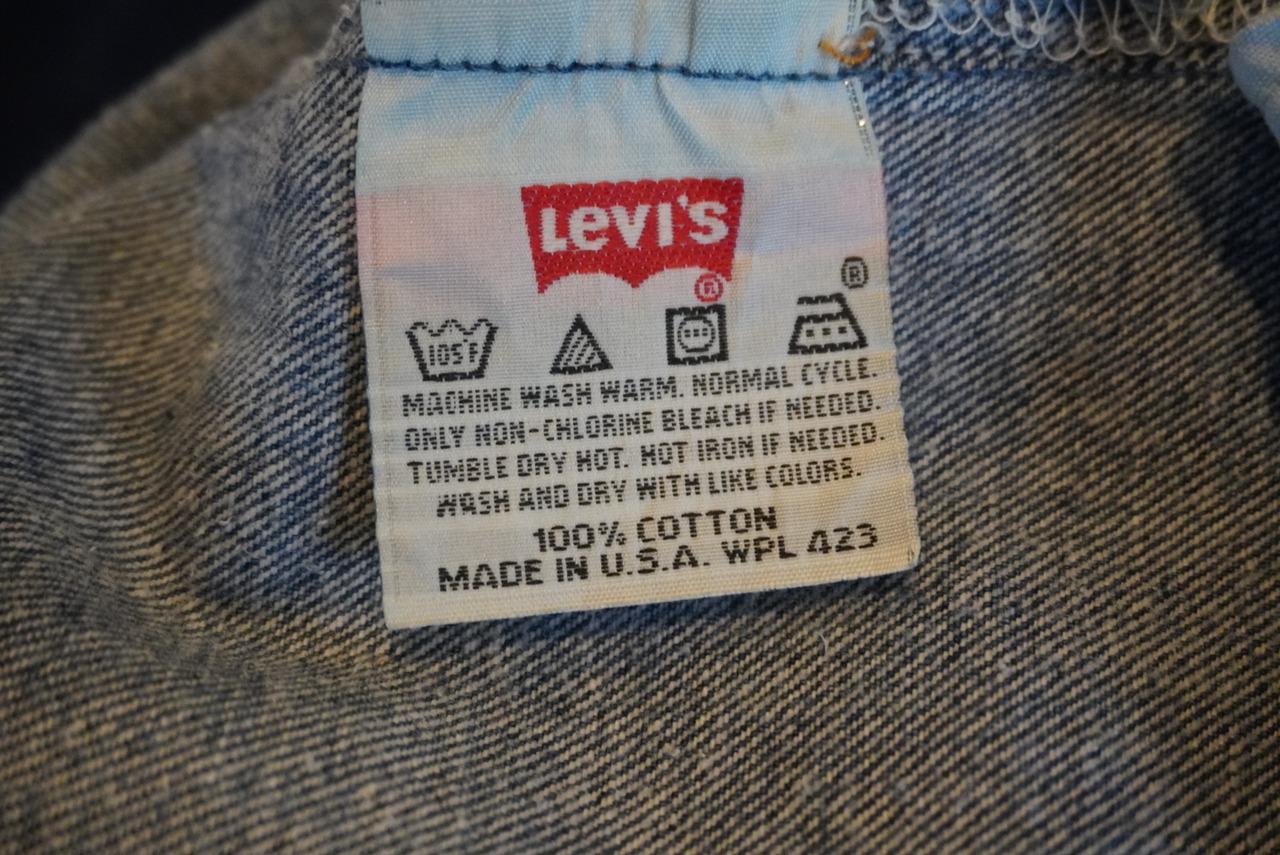 LEVI'S
®
®
105°F
MACHINE WASH WARM. NORMAL CYCLE.
ONLY NON-CHLORINE BLEACH IF NEEDED.
TUMBLE DRY HOT. HOT IRON IF NEEDED.
WASH AND DRY WITH LIKE COLORS.
100% COTTON
MADE IN U.S.A. WPL 423